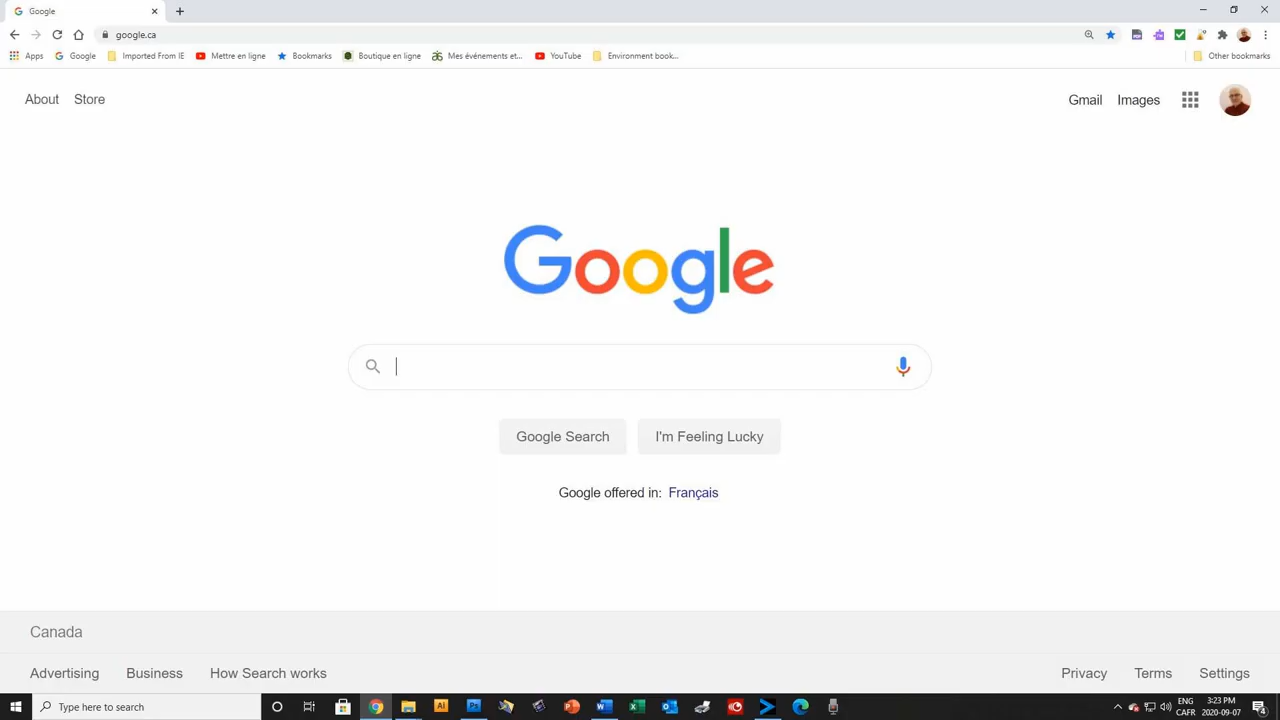 Google
google.ca
Apps Google Imported From IE Mettre en ligne Bookmarks Boutique en ligne Mes événements et... YouTube Environment book... Other bookmarks
About Store Gmail Images
Google
Google Search I'm Feeling Lucky
Google offered in: Français
Canada
Advertising Business How Search works Privacy Terms Settings
Type here to search
ENG 3:23 PM
CAFR 2020-09-07